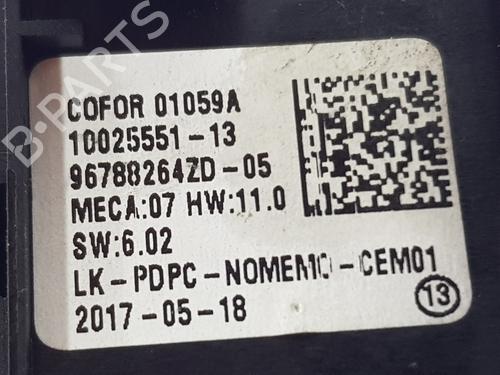 B-PARTS
COFOR 01059A
10025551-13
96788264ZD-05
MECA:07 HW:11.0
SW:6.02
LK-PDPC-NOMEMO-CEM01
2017-05-18
13